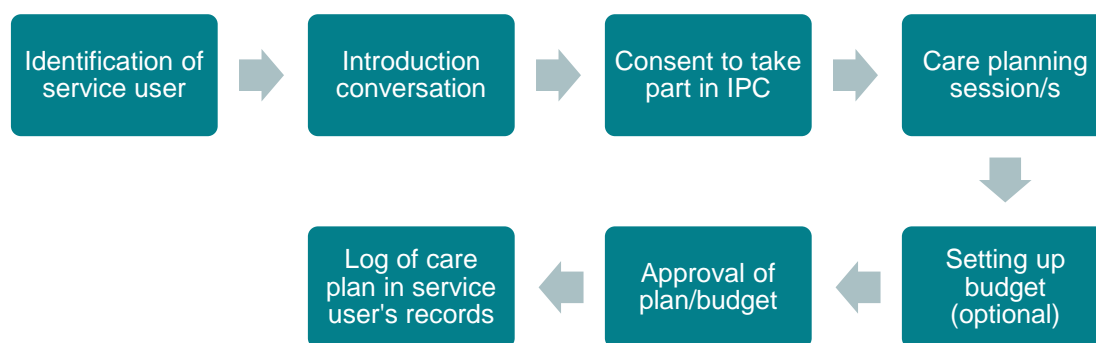 Identification of
service user
Introduction
conversation
Consent to take
part in IPC
Care planning
session/s
Setting up
budget
(optional)
Approval of
plan/budget
Log of care
plan in service
user's records